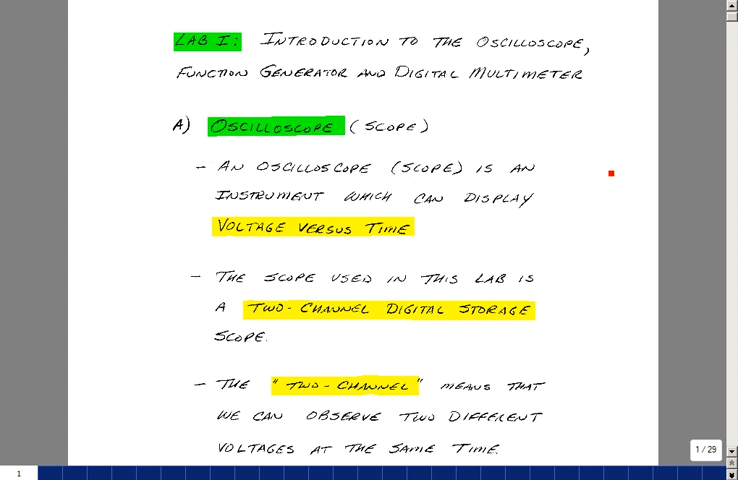 LAB I: INTRODUCTION TO THE OSCILLOSCOPE,
FUNCTION GENERATOR AND DIGITAL MULTIMETER
A) OSCILLOSCOPE (SCOPE)
- AN OSCILLOSCOPE (SCOPE) IS AN
INSTRUMENT WHICH CAN DISPLAY
VOLTAGE VERSUS TIME
- THE SCOPE USED IN THIS LAB IS
A TWO-CHANNEL DIGITAL STORAGE
SCOPE.
- THE "TWO-CHANNEL" MEANS THAT
WE CAN OBSERVE TWO DIFFERENT
VOLTAGES AT THE SAME TIME.
1 / 29
1